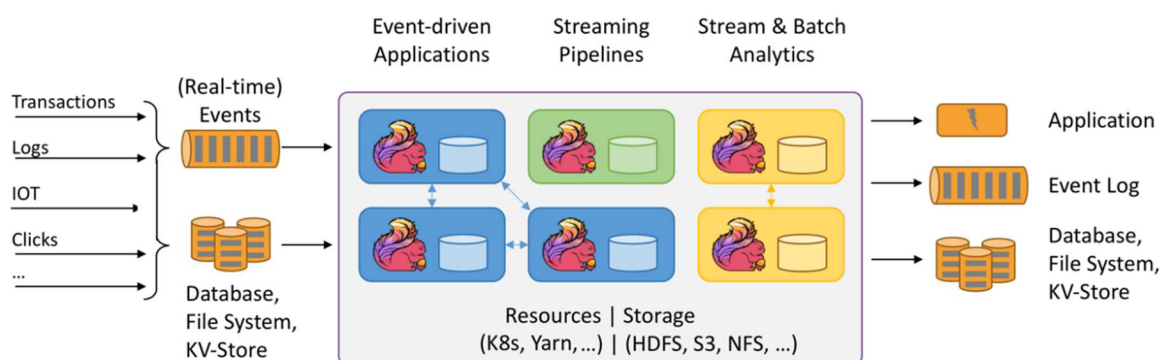 Event-driven
Applications
Streaming
Pipelines
Stream & Batch
Analytics
Transactions
Logs
IOT
Clicks
...
(Real-time)
Events
Database,
File System,
KV-Store
Resources | Storage
(K8s, Yarn,...) | (HDFS, S3, NFS, ...)
Application
Event Log
Database,
File System,
KV-Store